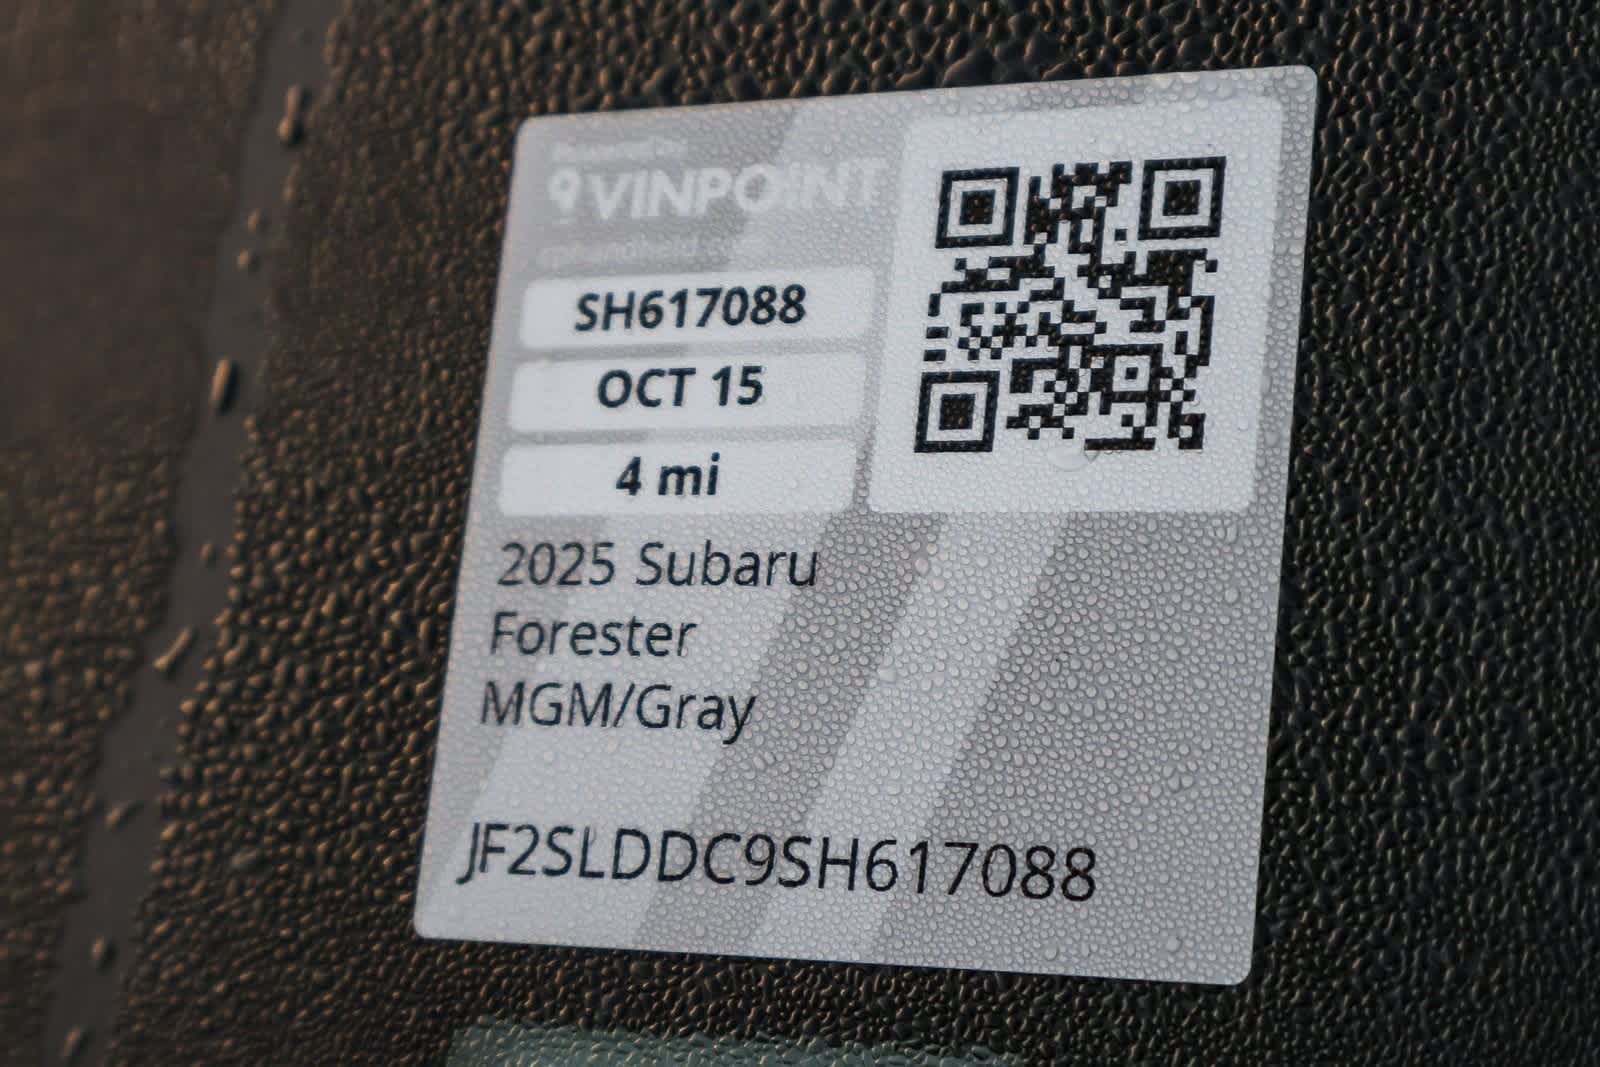 VINPOINT
SH617088
OCT 15
4 mi
2025 Subaru
Forester
MGM/Gray
JF2SLDDC9SH617088